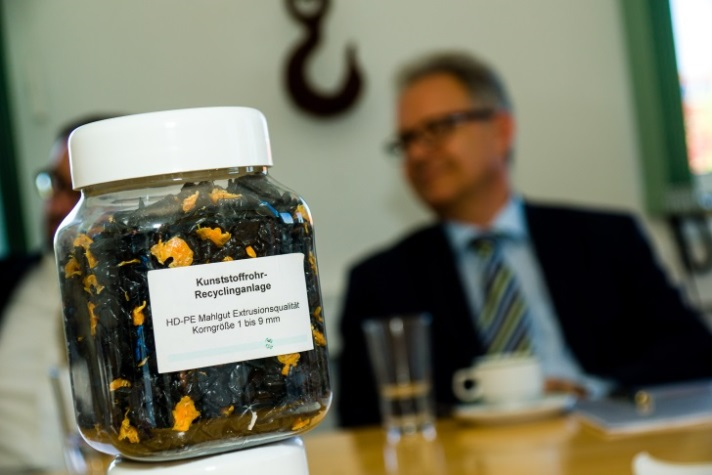 Kunststoffrohr-
Recyclinganlage
HD-PE Mahlgut Extrusionsqualität
Korngröße 1 bis 9 mm